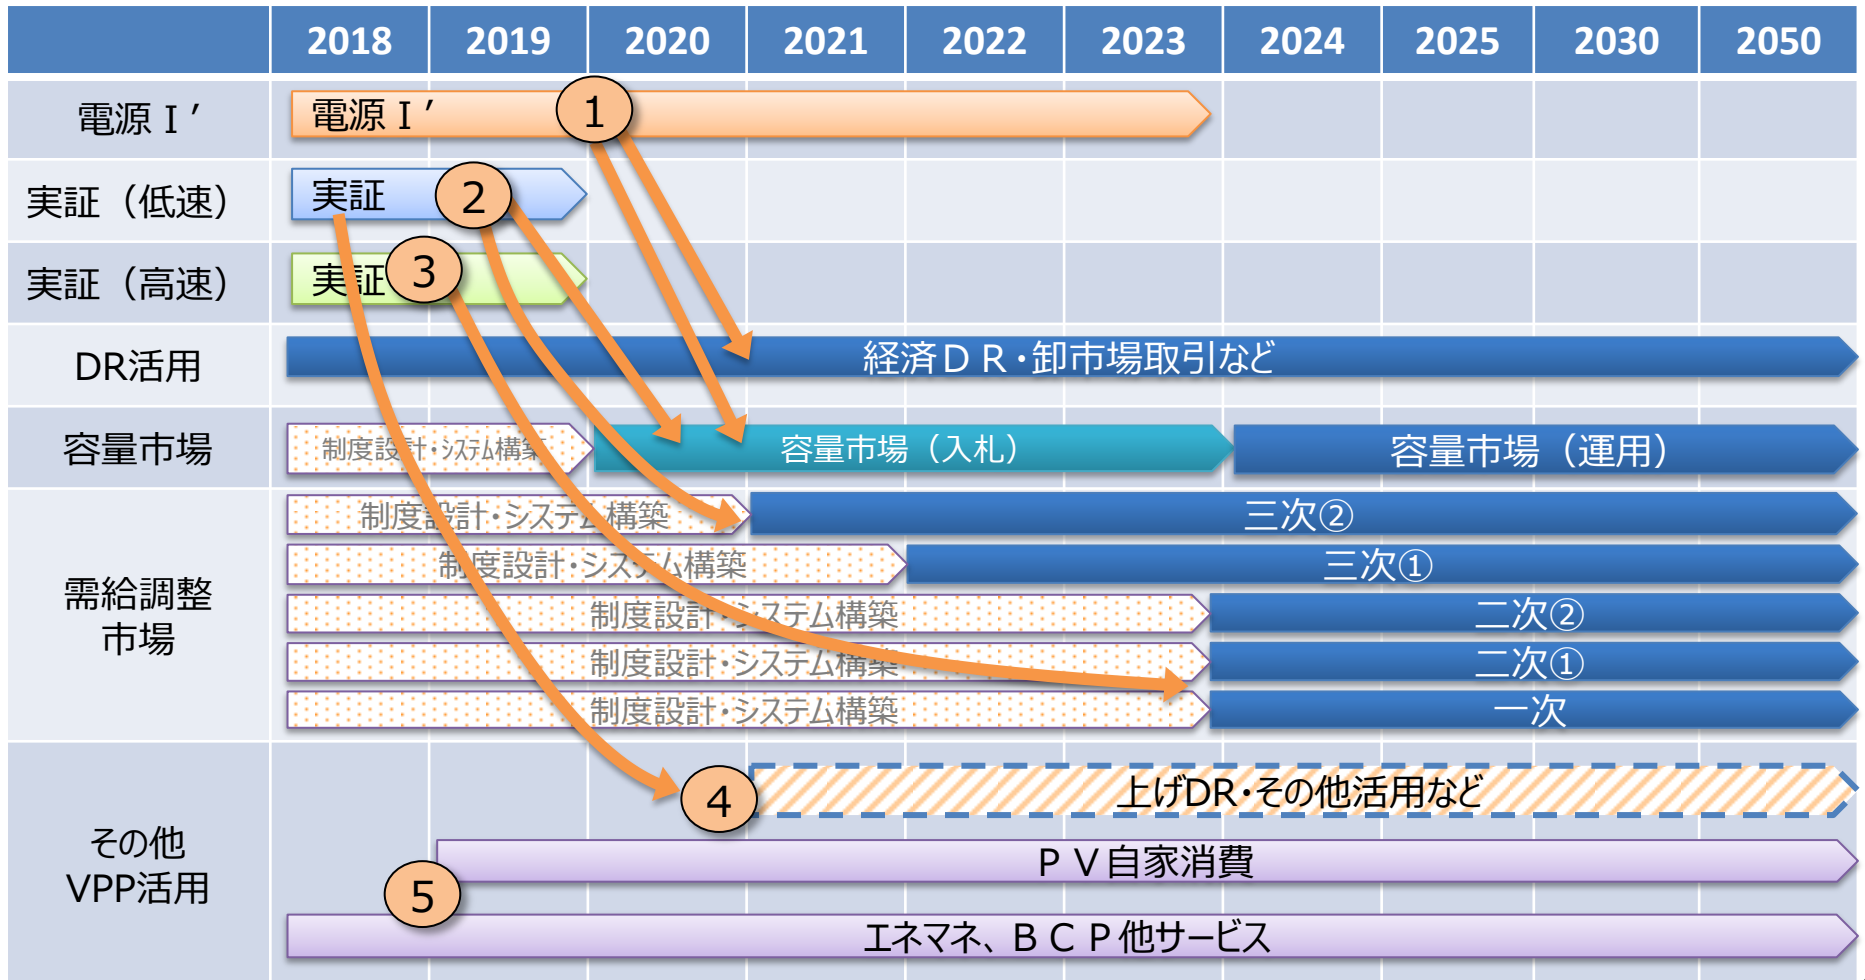 2018 2019 2020 2021 2022 2023 2024 2025 2030 2050
電源Ⅰ′
電源Ⅰ′
①
実証（低速）
実証
②
実証（高速）
実証
③
DR活用
経済ＤＲ・卸市場取引など
容量市場
制度設計・システム構築
容量市場（入札）
容量市場（運用）
需給調整
市場
制度設計・システム構築
三次②
制度設計・システム構築
三次①
制度設計・システム構築
二次②
制度設計・システム構築
二次①
制度設計・システム構築
一次
その他
VPP活用
④
上げDR・その他活用など
ＰＶ自家消費
⑤
エネマネ、ＢＣＰ他サービス